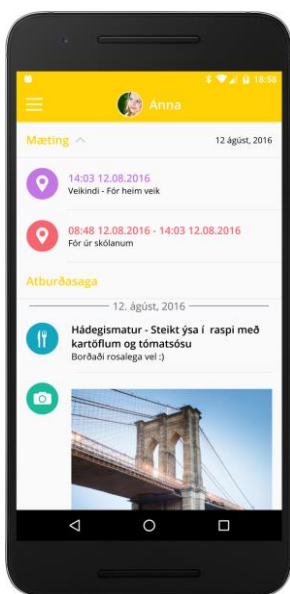 18:58
Anna
Mæting 12 ágúst, 2016
14:03 12.08.2016
Veikindi - Fór heim veik
08:48 12.08.2016 - 14:03 12.08.2016
Fór úr skólanum
Atburðasaga
12. ágúst, 2016
Hádegismatur - Steikt ýsa í raspi með
kartöflum og tómatsósu
Borðaði rosalega vel :)